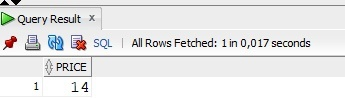 Query Result x
SQL | All Rows Fetched: 1 in 0,017 seconds
PRICE
1 14